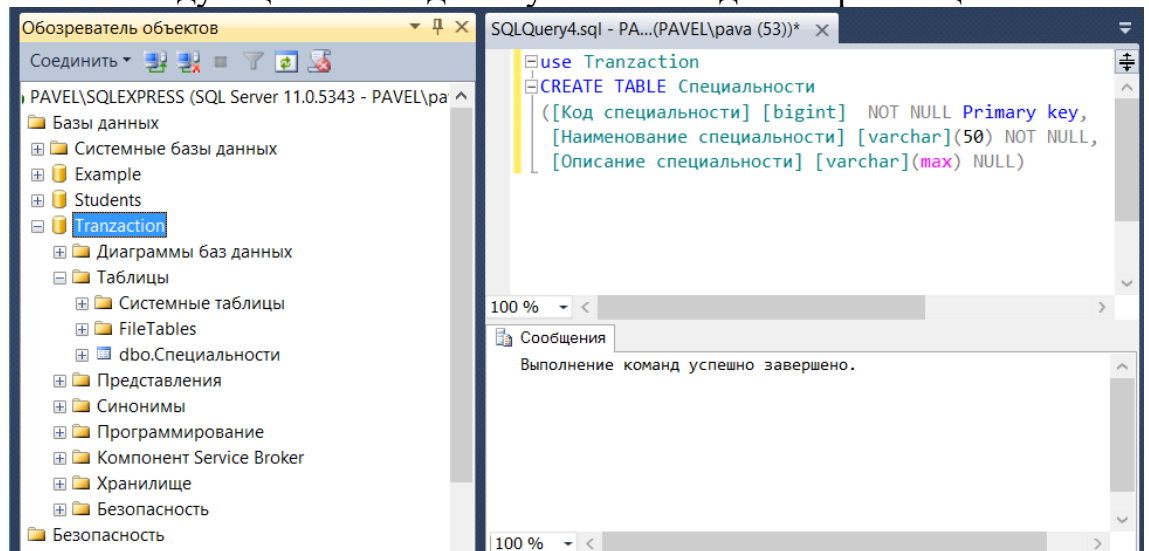 Обозреватель объектов
Соединить
PAVEL\SQLEXPRESS (SQL Server 11.0.5343 - PAVEL\pa
Базы данных
Системные базы данных
Example
Students
Tranzaction
Диаграммы баз данных
Таблицы
Системные таблицы
FileTables
dbo.Специальности
Представления
Синонимы
Программирование
Компонент Service Broker
Хранилище
Безопасность
Безопасность
SQLQuery4.sql - PA...(PAVEL\pava (53))*
use Tranzaction
CREATE TABLE Специальности
([Код специальности] [bigint]  NOT NULL Primary key,
[Наименование специальности] [varchar](50) NOT NULL,
[Описание специальности] [varchar](max) NULL)
100 %
Сообщения
Выполнение команд успешно завершено.
100 %